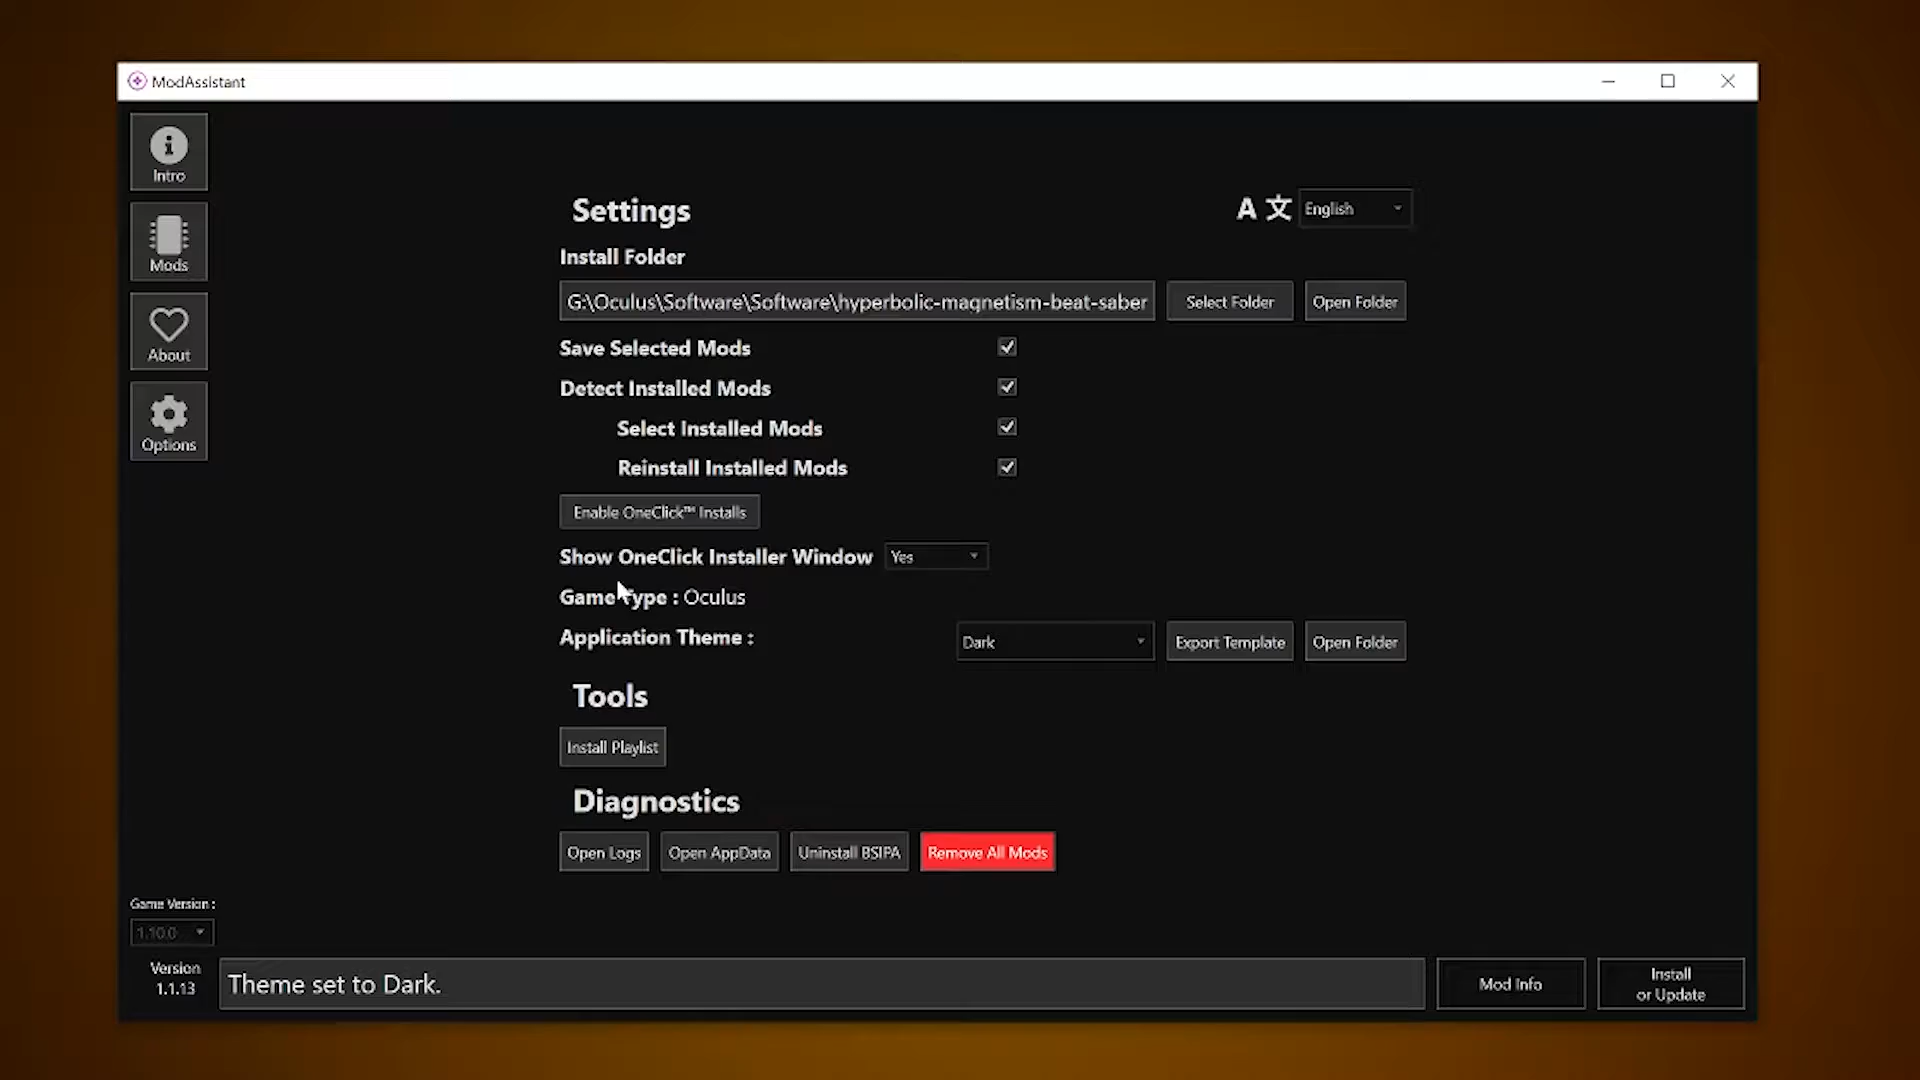 ModAssistant
Intro
Mods
About
Options
Settings
A 文 English
Install Folder
G:\Oculus\Software\Software\hyperbolic-magnetism-beat-saber
Select Folder
Open Folder
Save Selected Mods
Detect Installed Mods
Select Installed Mods
Reinstall Installed Mods
Enable OneClick™ Installs
Show OneClick Installer Window Yes
Game Type : Oculus
Application Theme : Dark Export Template Open Folder
Tools
Install Playlist
Diagnostics
Open Logs Open AppData Uninstall BSIPA Remove All Mods
Game Version :
1.10.0
Version
1.1.13
Theme set to Dark.
Mod Info
Install
or Update